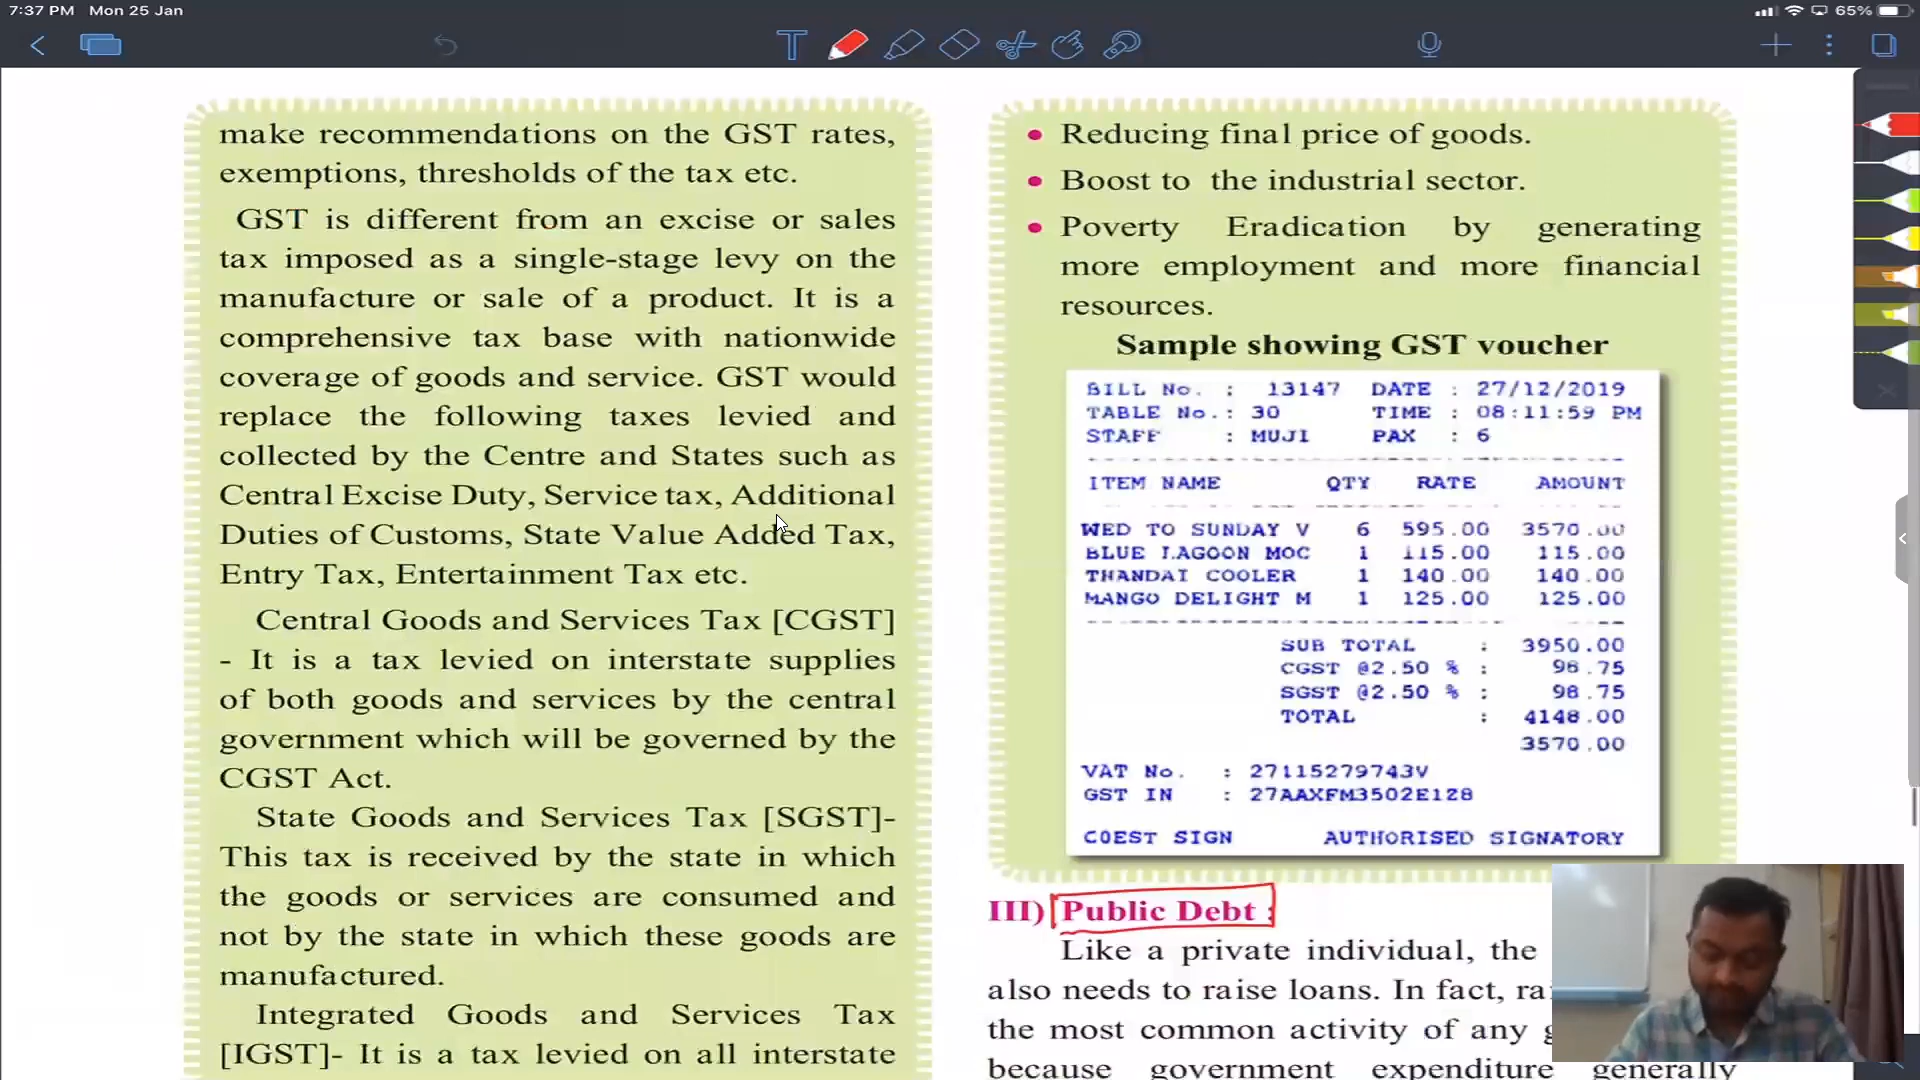 7:37 PM Mon 25 Jan
65%
make recommendations on the GST rates,
exemptions, thresholds of the tax etc.
GST is different from an excise or sales
tax imposed as a single-stage levy on the
manufacture or sale of a product. It is a
comprehensive tax base with nationwide
coverage of goods and service. GST would
replace the following taxes levied and
collected by the Centre and States such as
Central Excise Duty, Service tax, Additional
Duties of Customs, State Value Added Tax,
Entry Tax, Entertainment Tax etc.
Central Goods and Services Tax [CGST]
- It is a tax levied on interstate supplies
of both goods and services by the central
government which will be governed by the
CGST Act.
State Goods and Services Tax [SGST]-
This tax is received by the state in which
the goods or services are consumed and
not by the state in which these goods are
manufactured.
Integrated Goods and Services Tax
[IGST]- It is a tax levied on all interstate
• Reducing final price of goods.
• Boost to the industrial sector.
• Poverty Eradication by generating
more employment and more financial
resources.
Sample showing GST voucher
BILL No. : 13147 DATE : 27/12/2019
TABLE No.: 30 TIME : 08:11:59 PM
STAFF : MUJI PAX : 6
ITEM NAME QTY RATE AMOUNT
WED TO SUNDAY V 6 595.00 3570.00
BLUE LAGOON MOC 1 115.00 115.00
THANDAI COOLER 1 140.00 140.00
MANGO DELIGHT M 1 125.00 125.00
SUB TOTAL : 3950.00
CGST @2.50 % : 98.75
SGST @2.50 % : 98.75
TOTAL : 4148.00
3570.00
VAT No. : 27115279743V
GST IN : 27AAXFM3502E1Z8
COEST SIGN AUTHORISED SIGNATORY
III) Public Debt :
Like a private individual, the
also needs to raise loans. In fact, ra
the most common activity of any g
because government expenditure generally